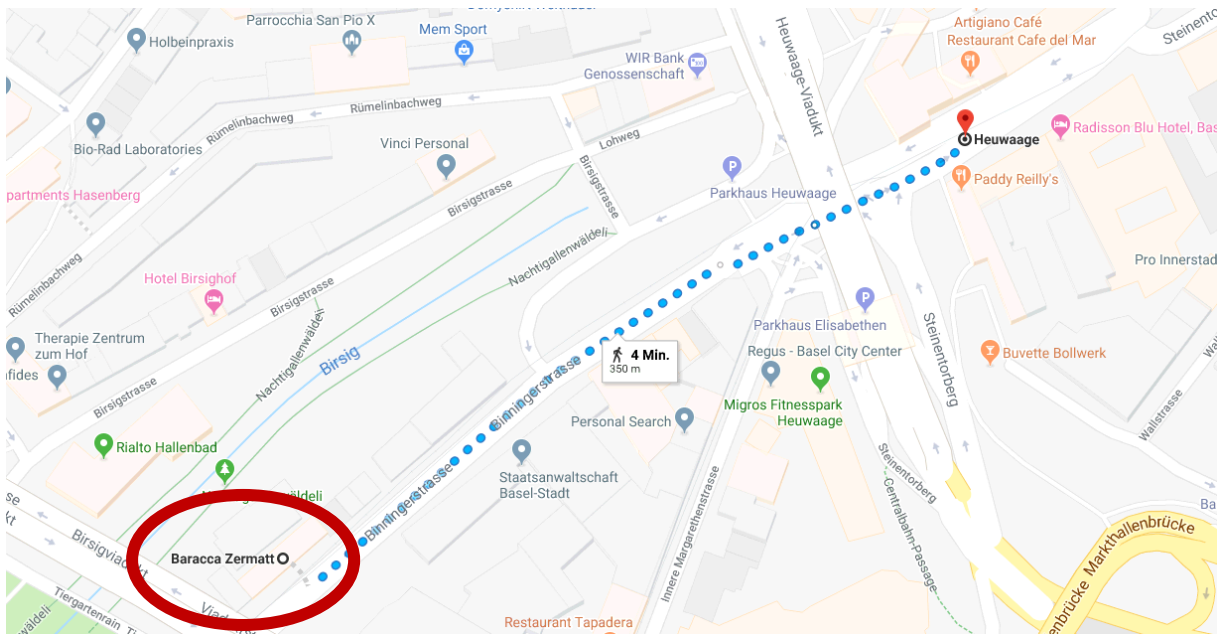 Parrocchia San Pio X
Holbeinpraxis
Mem Sport
WIR Bank
Genossenschaft
Heuwaage-Viadukt
Artigiano Café
Restaurant Cafe del Mar
Rümelinbachweg
Rümelinbachweg
Bio-Rad Laboratories
Vinci Personal
Lohweg
Birsigstrasse
Parkhaus Heuwaage
Heuwaage
Radisson Blu Hotel, Bas
Paddy Reilly's
partments Hasenberg
Birsigstrasse
Rümelinbachweg
Hotel Birsighof
Nachtigallenwäldeli
Pro Innerstad
Birsigstrasse
Nachtigallenwäldeli
Birsig
Therapie Zentrum
zum Hof
fides
Parkhaus Elisabethen
Steinentorberg
4 Min.
350 m
Regus - Basel City Center
Buvette Bollwerk
Birsigstrasse
Binningerstrasse
Migros Fitnesspark
Heuwaage
Personal Search
Wallstrasse
Rialto Hallenbad
Staatsanwaltschaft
Basel-Stadt
Steinentorberg
Binningerstrasse
Centralbahn-Passage
Ba
Birsigviadukt
Baracca Zermatt
Innere Margarethenstrasse
Markthallenbrücke
Tiergartenrain
Restaurant Tapadera